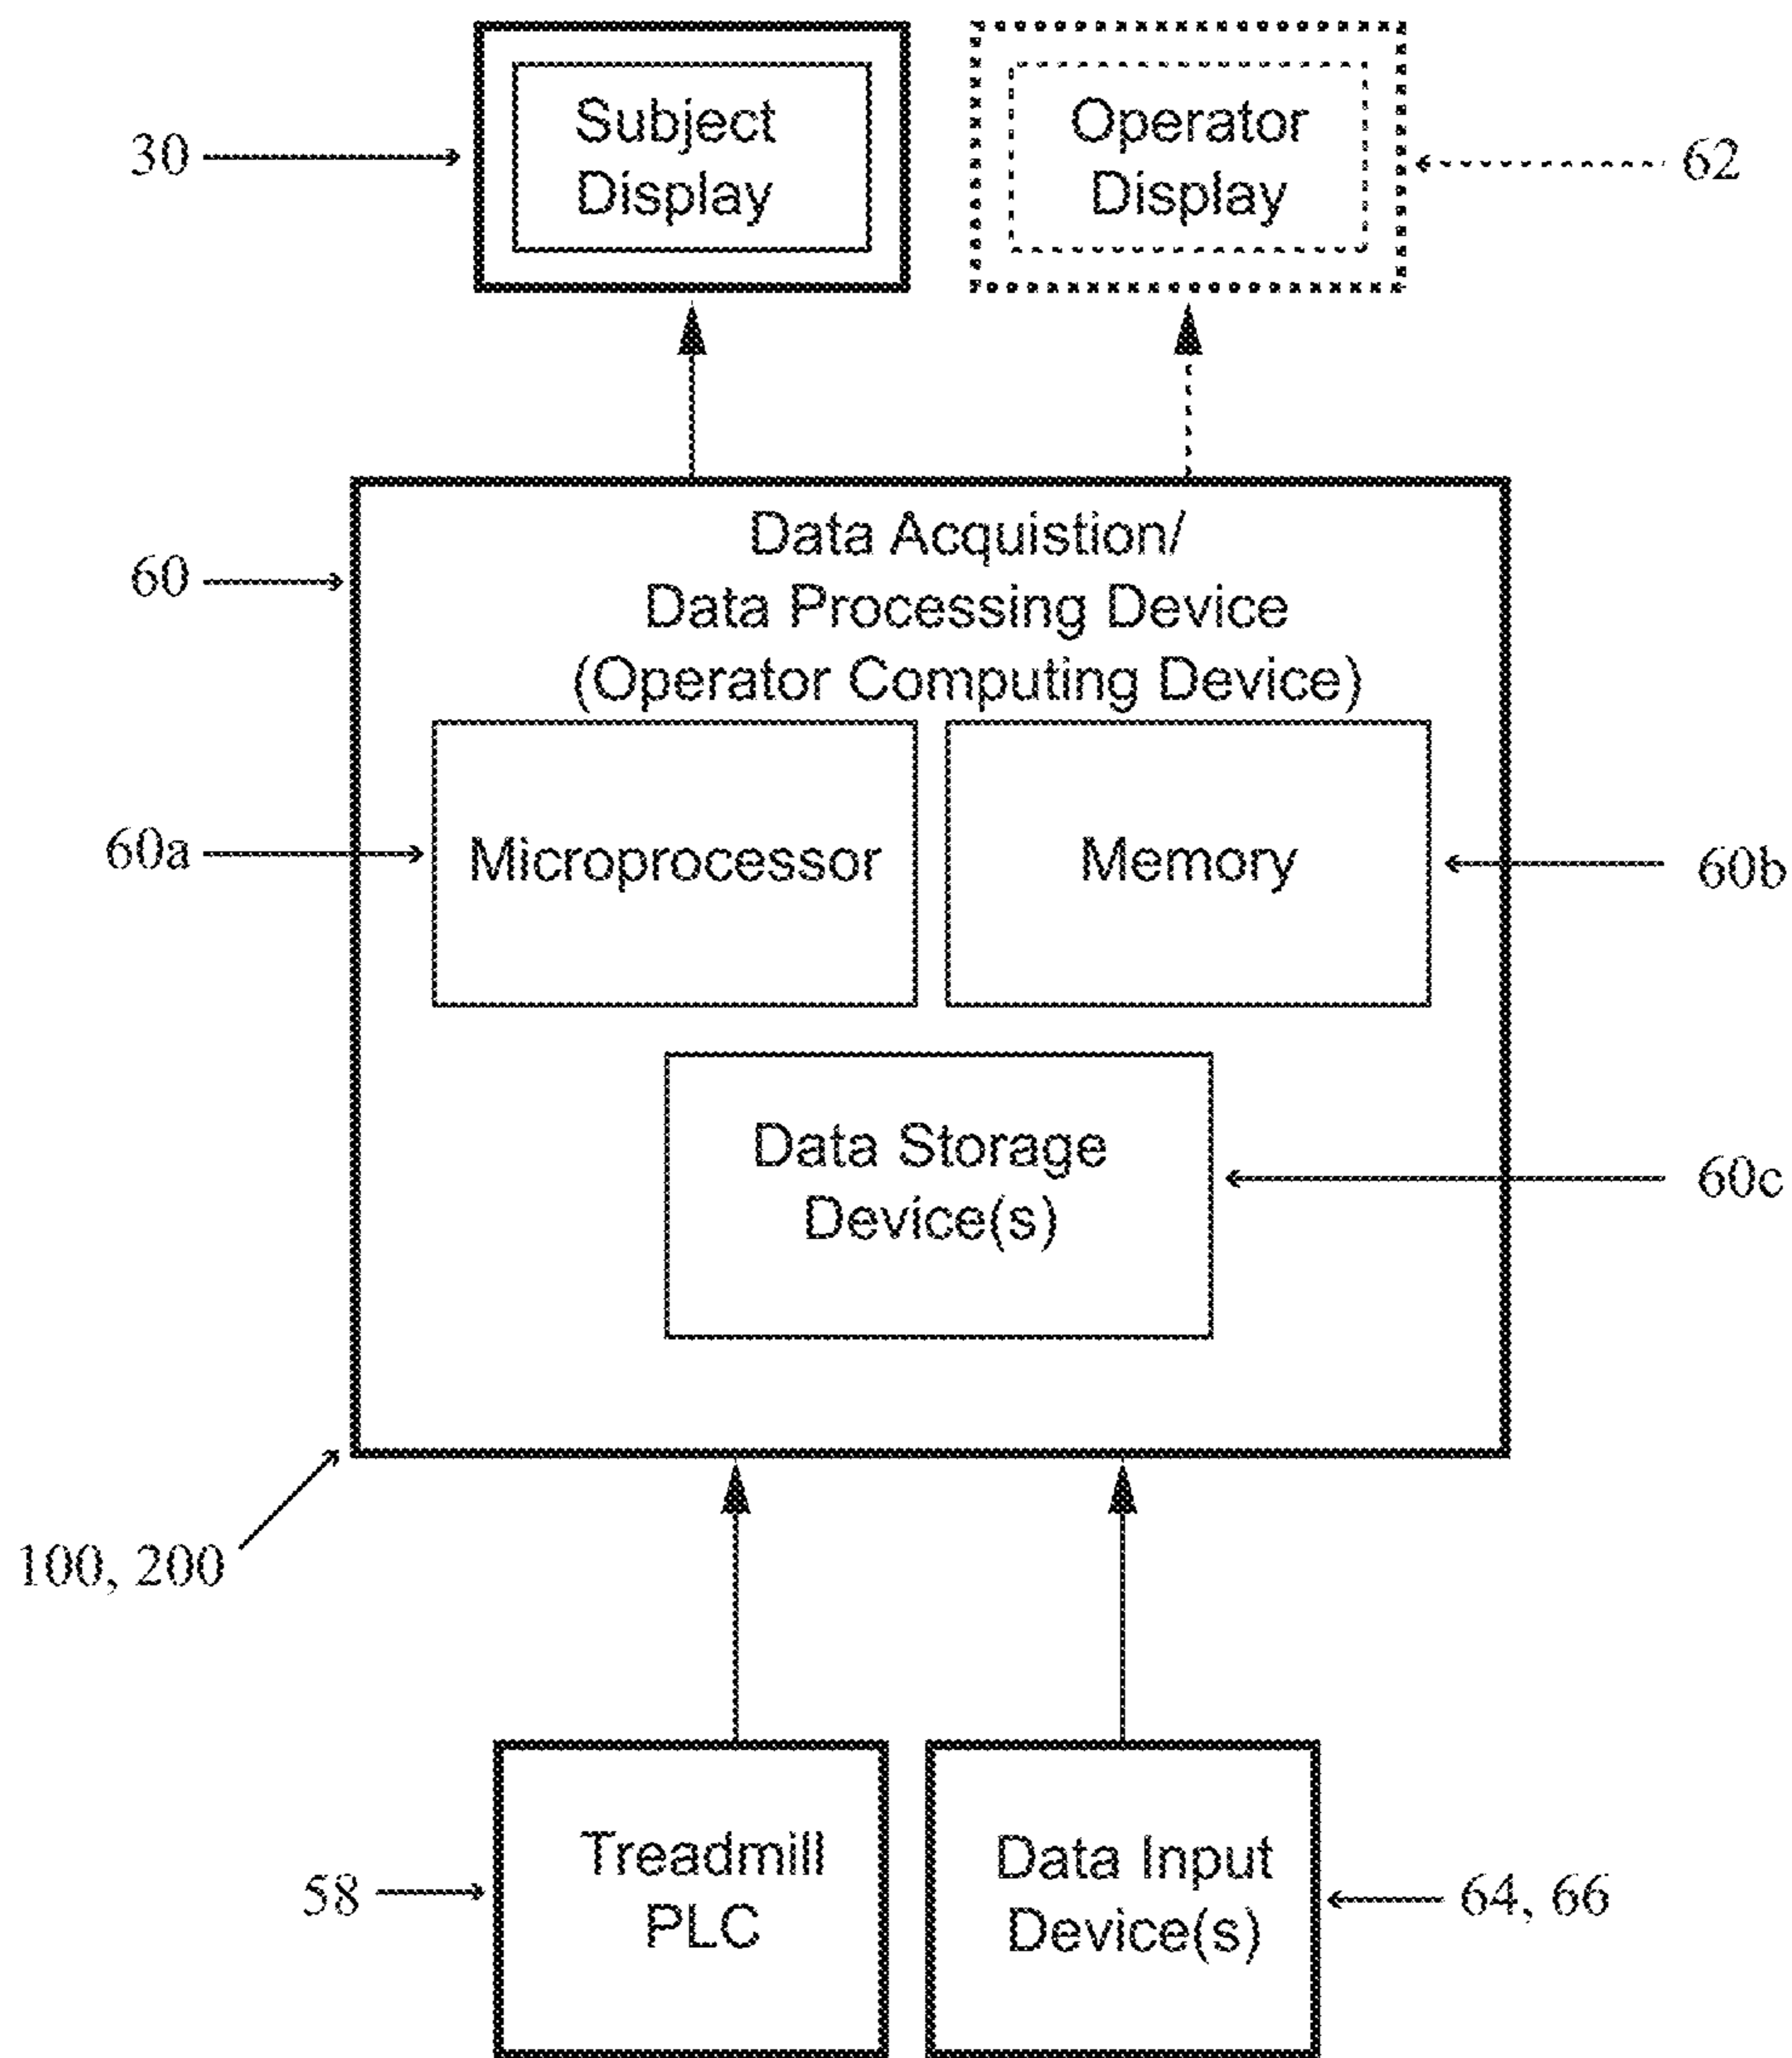 Subject
Display
Operator
Display
30
62
Data Acquistion/
Data Processing Device
(Operator Computing Device)
60
Microprocessor
Memory
60a
60b
Data Storage
Device(s)
60c
100, 200
Treadmill
PLC
Data Input
Device(s)
58
64, 66